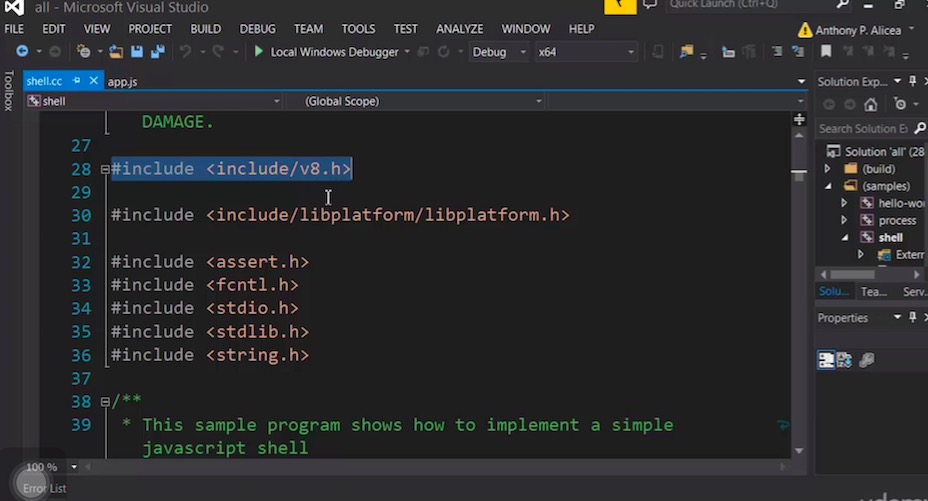 all - Microsoft Visual Studio
Quick Launch (Ctrl+Q)
FILE EDIT VIEW PROJECT BUILD DEBUG TEAM TOOLS TEST ANALYZE WINDOW HELP
Anthony P. Alicea
Local Windows Debugger Debug x64
Toolbox
shell.cc app.js
shell (Global Scope)
DAMAGE.
27
28 #include <include/v8.h>
29
30 #include <include/libplatform/libplatform.h>
31
32 #include <assert.h>
33 #include <fcntl.h>
34 #include <stdio.h>
35 #include <stdlib.h>
36 #include <string.h>
37
38 /**
39 * This sample program shows how to implement a simple
javascript shell
100 %
Error List
Solution Exp...
Search Solution E
Solution 'all' (28
(build)
(samples)
hello-wor
process
shell
Extern
Solu... Tea... Serv.
Properties